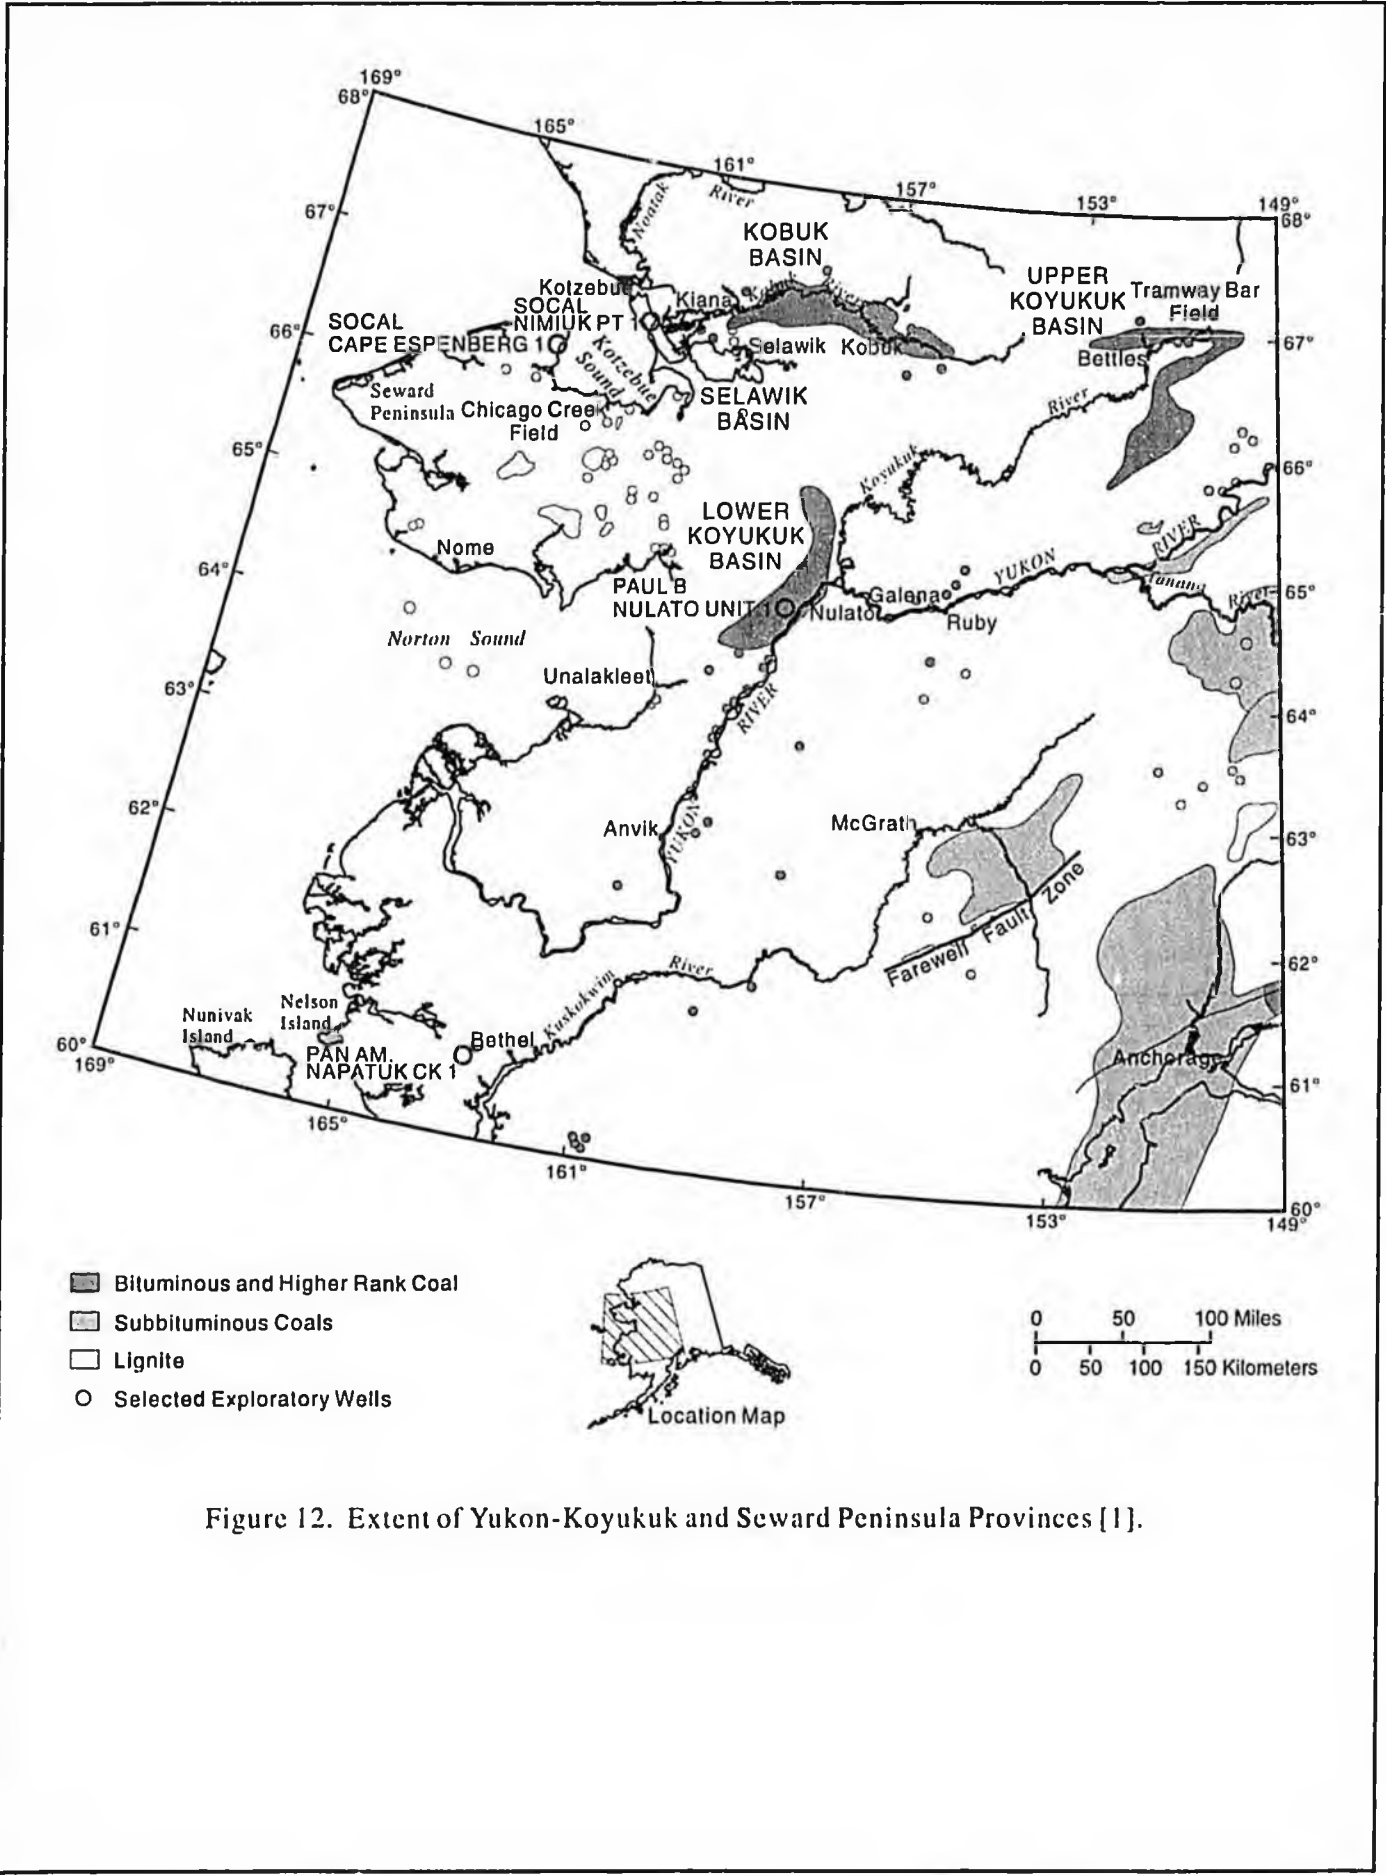 169°
68°
165°
161°
157°
153°
149°
68°
67°
Noatak
River
KOBUK
BASIN
UPPER
KOYUKUK
BASIN
Tramway Bar
Field
Kotzebue
Kiana
Kobuk River
SOCAL
NIMIUK PT 1
66°
SOCAL
CAPE ESPENBERG 1
Selawik
Kobuk
Bettles
67°
Kotzebue
Sound
Seward
Peninsula
Chicago Creek
Field
SELAWIK
BASIN
River
Koyukuk
65°
66°
LOWER
KOYUKUK
BASIN
Nome
RIVER
YUKON
Tanana
River
64°
PAUL B
NULATO UNIT 1
Nulato
Galena
Ruby
65°
Norton Sound
Unalakleet
63°
64°
RIVER
YUKON
62°
Anvik
McGrath
63°
Farewell Fault Zone
61°
62°
River
Kuskokwim
Nelson
Island
Nunivak
Island
60°
169°
Bethel
PAN AM.
NAPATUK CK 1
Anchorage
61°
165°
161°
157°
153°
60°
149°
Bituminous and Higher Rank Coal
Subbituminous Coals
Lignite
Selected Exploratory Wells
Location Map
0 50 100 Miles
0 50 100 150 Kilometers
Figure 12. Extent of Yukon-Koyukuk and Seward Peninsula Provinces [1].